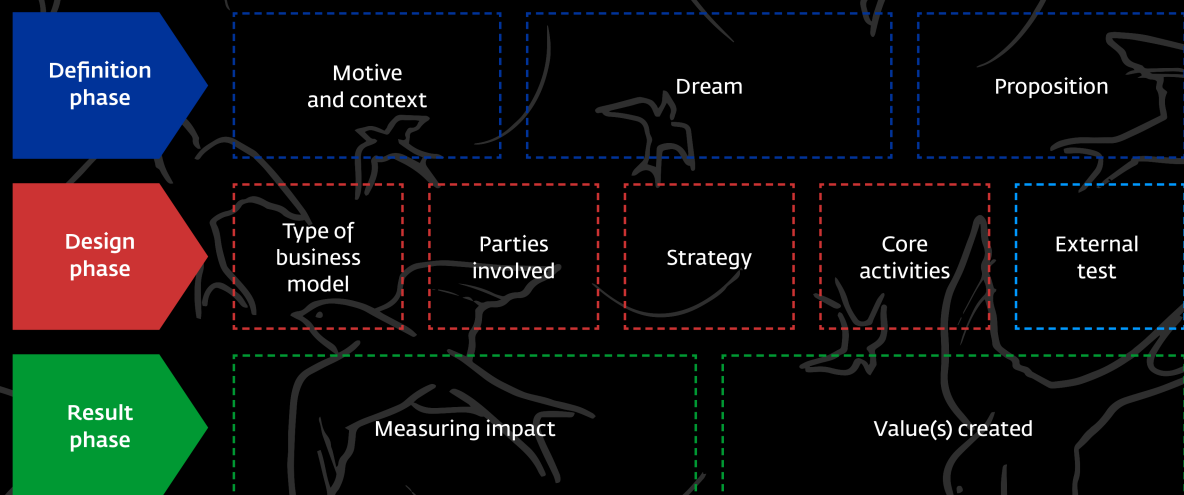 Definition
phase
Motive
and context
Dream
Proposition
Design
phase
Type of
business
model
Parties
involved
Strategy
Core
activities
External
test
Result
phase
Measuring impact
Value(s) created